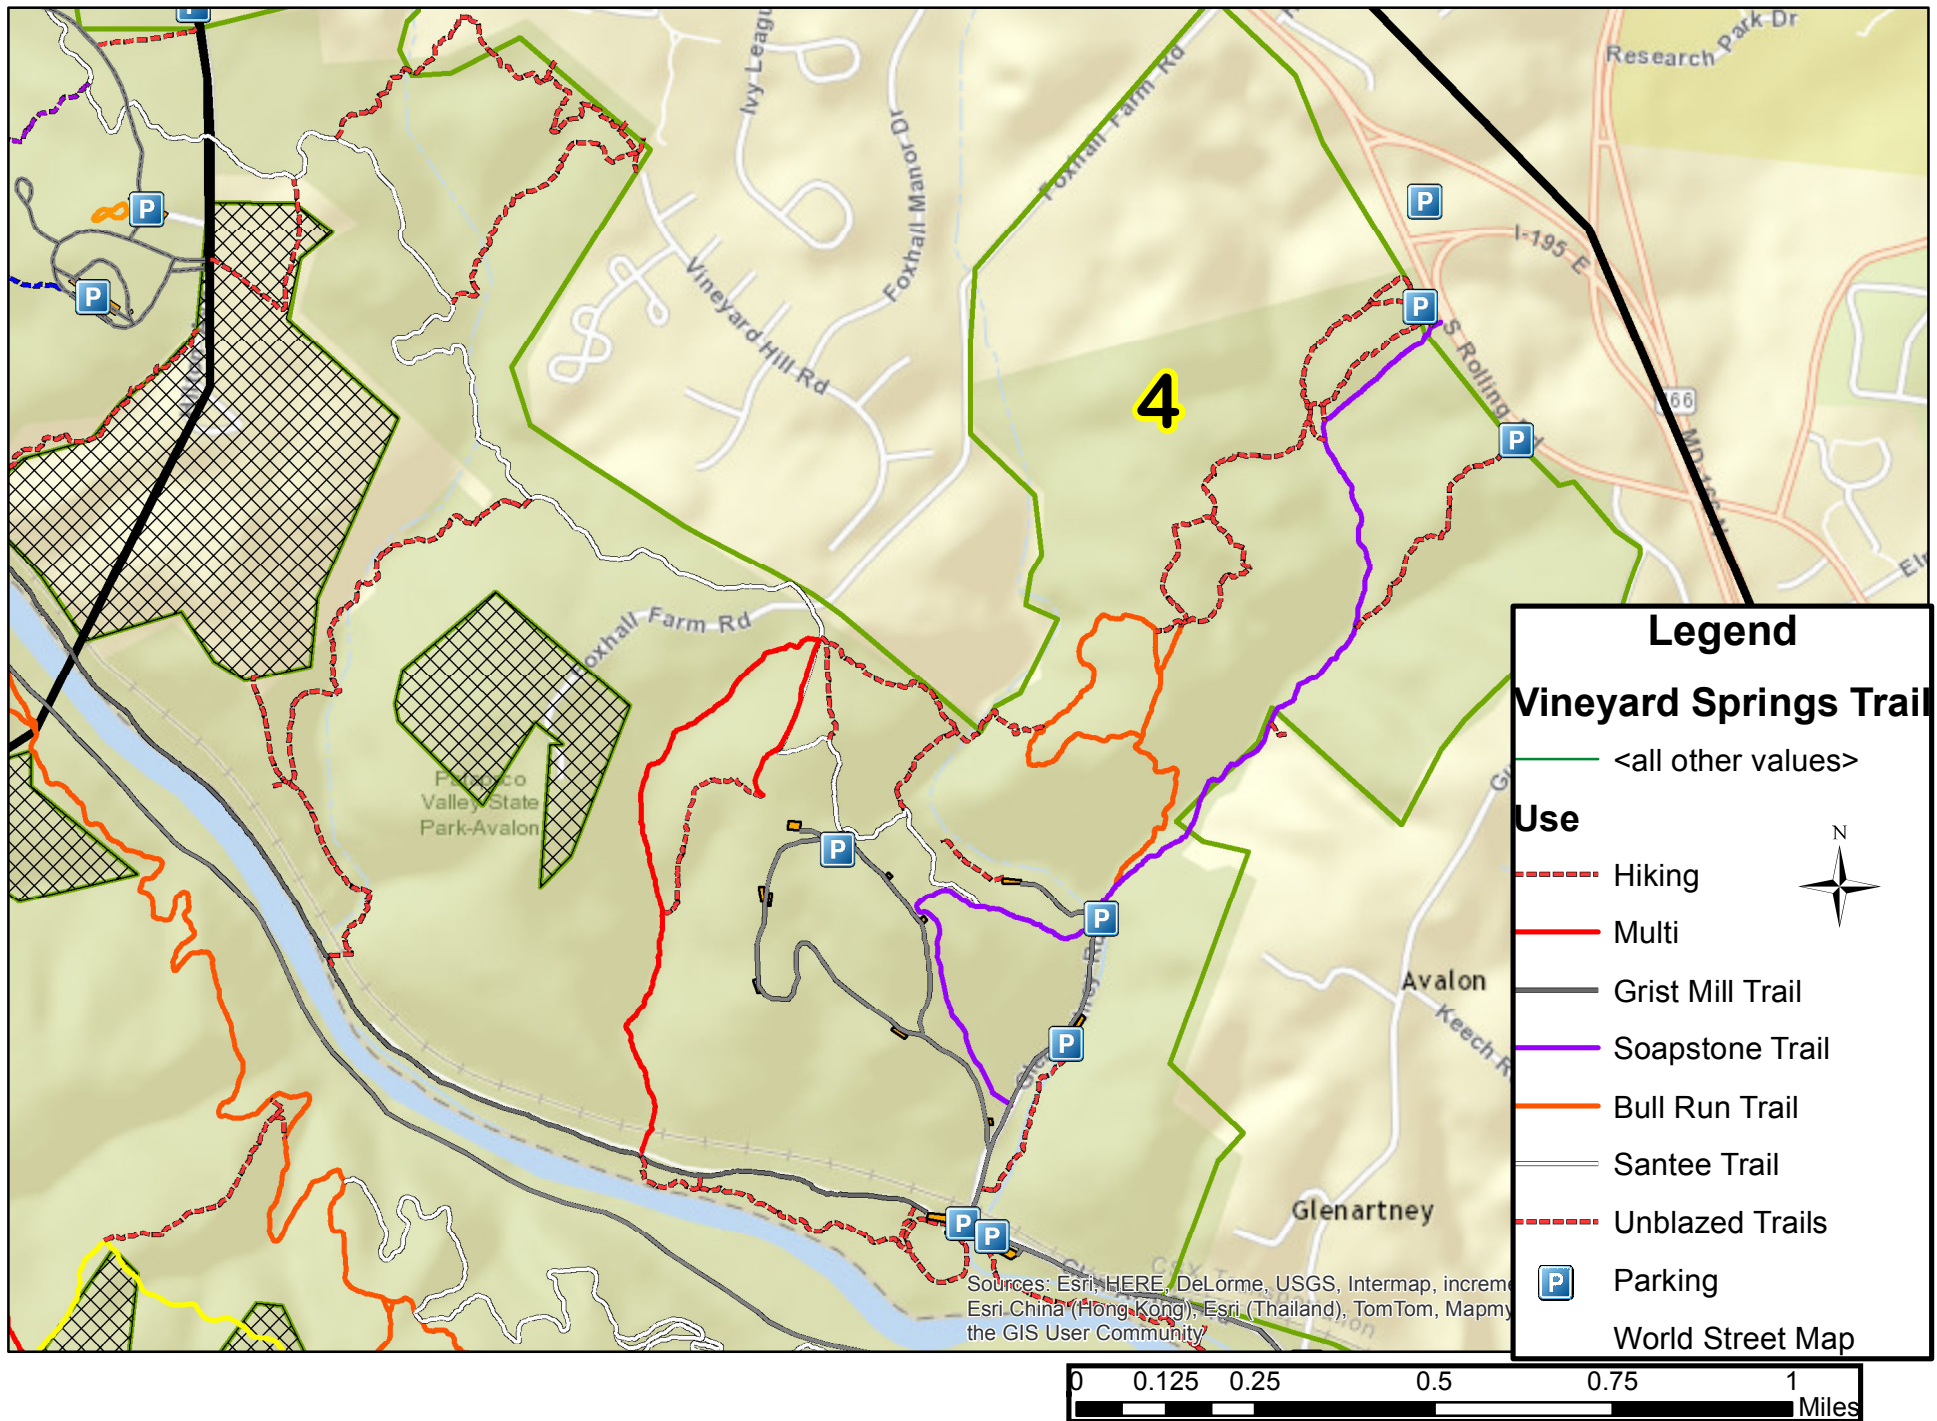 P
Ivy Leagu
Research Park Dr
Foxhall Farm Rd
Foxhall Manor Dr
P
P
I-195 E
P
P
Vineyard Hill Rd
S Rolling
4
166
P
Foxhall Farm Rd
Patapsco
Valley State
Park-Avalon
P
P
P
Avalon
Keech R
Glenartney
P
P
Sources: Esri, HERE, DeLorme, USGS, Intermap, increme
Esri China (Hong Kong), Esri (Thailand), TomTom, Mapmy
the GIS User Community
Legend
Vineyard Springs Trail
<all other values>
Use
N
Hiking
Multi
Grist Mill Trail
Soapstone Trail
Bull Run Trail
Santee Trail
Unblazed Trails
P Parking
World Street Map
0 0.125 0.25 0.5 0.75 1
Miles